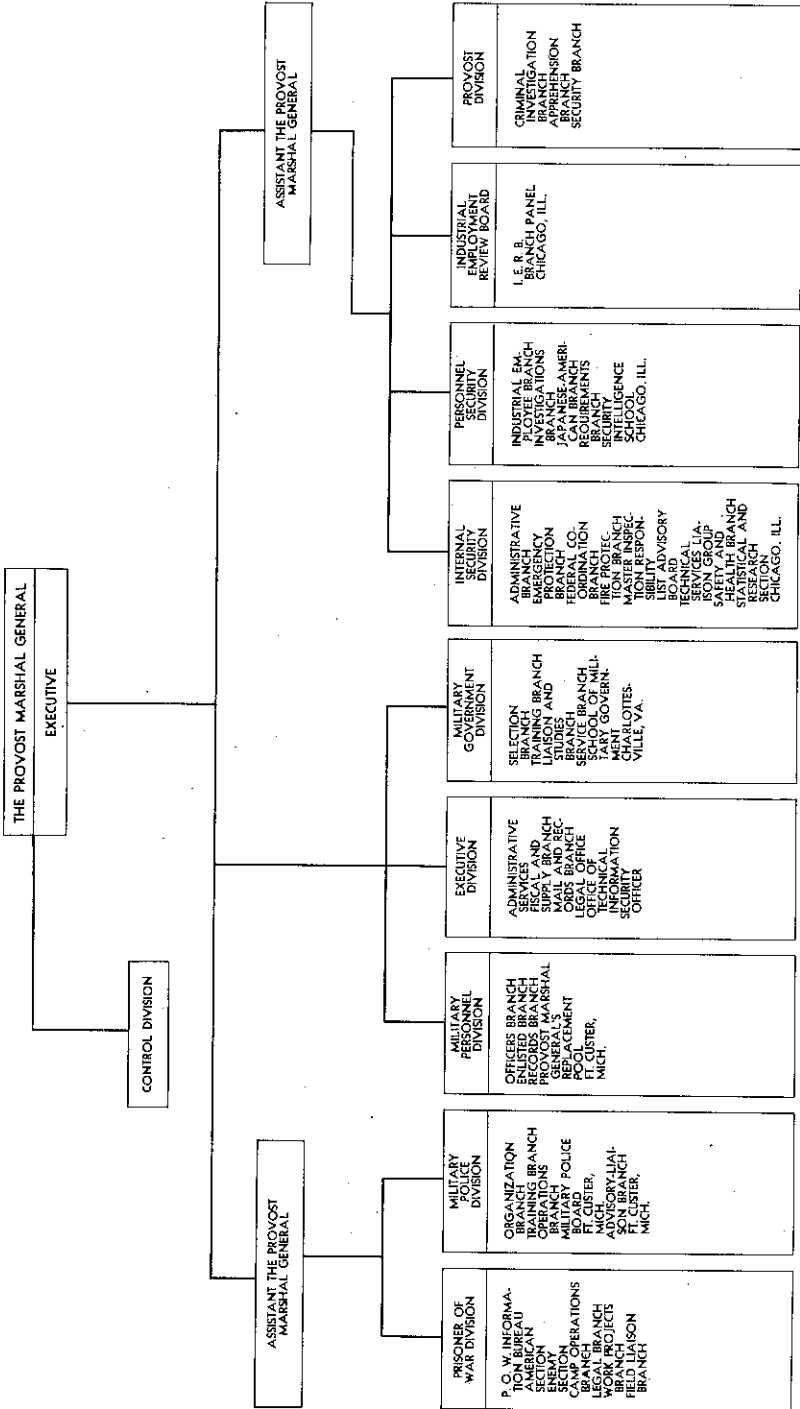 THE PROVOST MARSHAL GENERAL
EXECUTIVE
CONTROL DIVISION
ASSISTANT THE PROVOST
MARSHAL GENERAL
ASSISTANT THE PROVOST
MARSHAL GENERAL
PRISONER OF
WAR DIVISION
P. O. W. INFORMA-
TION BUREAU
AMERICAN
SECTION
ENEMY
SECTION
CAMP OPERATIONS
BRANCH
LEGAL BRANCH
WORK PROJECTS
BRANCH
FIELD LIAISON
BRANCH
MILITARY
POLICE
DIVISION
ORGANIZATION
BRANCH
TRAINING BRANCH
OPERATIONS
BRANCH
MILITARY POLICE
BOARD
FT. CUSTER,
MICH.
ADVISORY-LIAI-
SON BRANCH
FT. CUSTER,
MICH.
MILITARY
PERSONNEL
DIVISION
OFFICERS BRANCH
ENLISTED BRANCH
RECORDS BRANCH
PROVOST MARSHAL
GENERAL'S
REPLACEMENT
POOL
FT. CUSTER,
MICH.
EXECUTIVE
DIVISION
ADMINISTRATIVE
SERVICES
FISCAL AND
SUPPLY BRANCH
MAIL AND REC-
ORDS BRANCH
LEGAL OFFICE
OFFICE OF
TECHNICAL
INFORMATION
SECURITY
OFFICER
MILITARY
GOVERNMENT
DIVISION
SELECTION
BRANCH
TRAINING BRANCH
LIAISON AND
STUDIES
BRANCH
SERVICE BRANCH
SCHOOL OF MILI-
TARY GOVERN-
MENT
CHARLOTTES-
VILLE, VA.
INTERNAL
SECURITY
DIVISION
ADMINISTRATIVE
BRANCH
EMERGENCY
PROTECTION
BRANCH
FEDERAL CO-
ORDINATION
BRANCH
FIRE PROTEC-
TION BRANCH
MASTER INSPEC-
TION RESPON-
SIBILITY
LIST ADVISORY
BOARD
TECHNICAL
SERVICES LIA-
ISON GROUP
SAFETY AND
HEALTH BRANCH
STATISTICAL AND
RESEARCH
SECTION
CHICAGO, ILL.
PERSONNEL
SECURITY
DIVISION
INDUSTRIAL EM-
PLOYEE BRANCH
INVESTIGATIONS
BRANCH
JAPANESE-AMERI-
CAN BRANCH
REQUIREMENTS
BRANCH
SECURITY
INTELLIGENCE
SCHOOL
CHICAGO, ILL.
INDUSTRIAL
EMPLOYMENT
REVIEW BOARD
I. E. R. B.
BRANCH PANEL
CHICAGO, ILL.
PROVOST
DIVISION
CRIMINAL
INVESTIGATION
BRANCH
APPREHENSION
BRANCH
SECURITY BRANCH